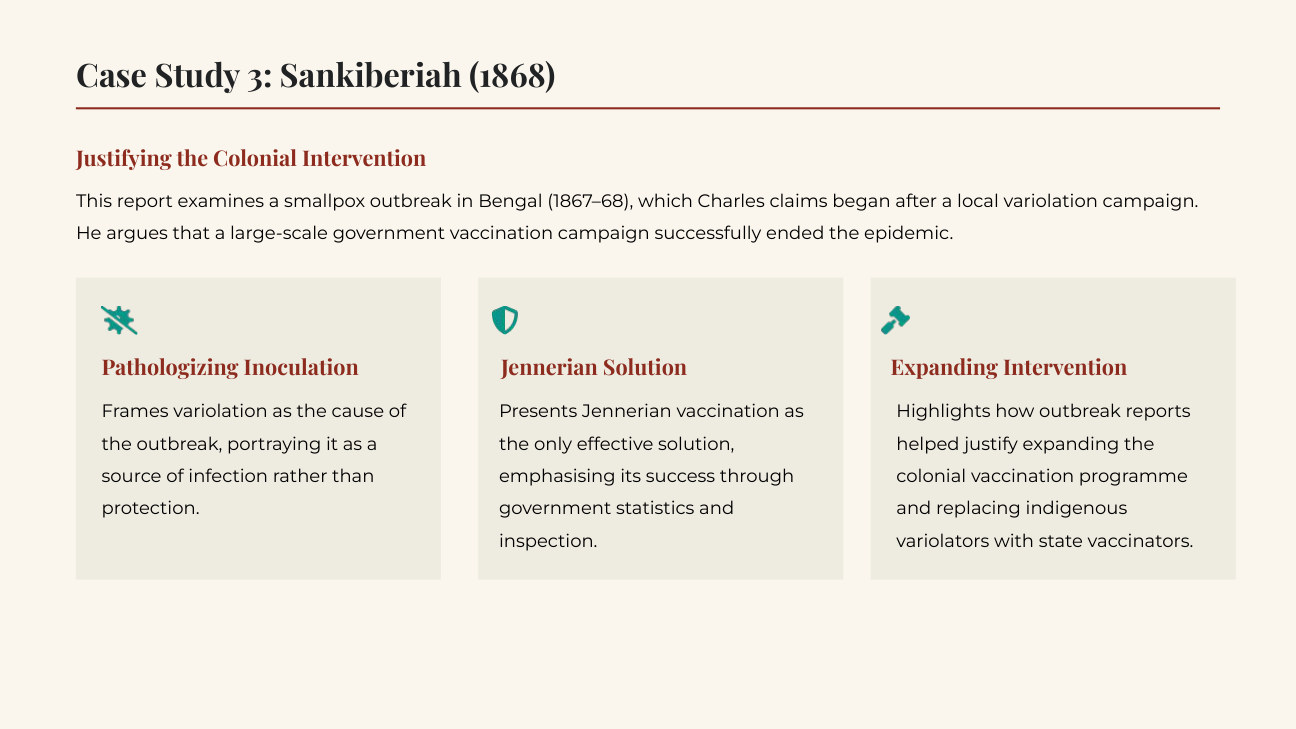 Case Study 3: Sankiberiah (1868)
Justifying the Colonial Intervention
This report examines a smallpox outbreak in Bengal (1867–68), which Charles claims began after a local variolation campaign.
He argues that a large-scale government vaccination campaign successfully ended the epidemic.
Pathologizing Inoculation
Frames variolation as the cause of
the outbreak, portraying it as a
source of infection rather than
protection.
Jennerian Solution
Presents Jennerian vaccination as
the only effective solution,
emphasising its success through
government statistics and
inspection.
Expanding Intervention
Highlights how outbreak reports
helped justify expanding the
colonial vaccination programme
and replacing indigenous
variolators with state vaccinators.